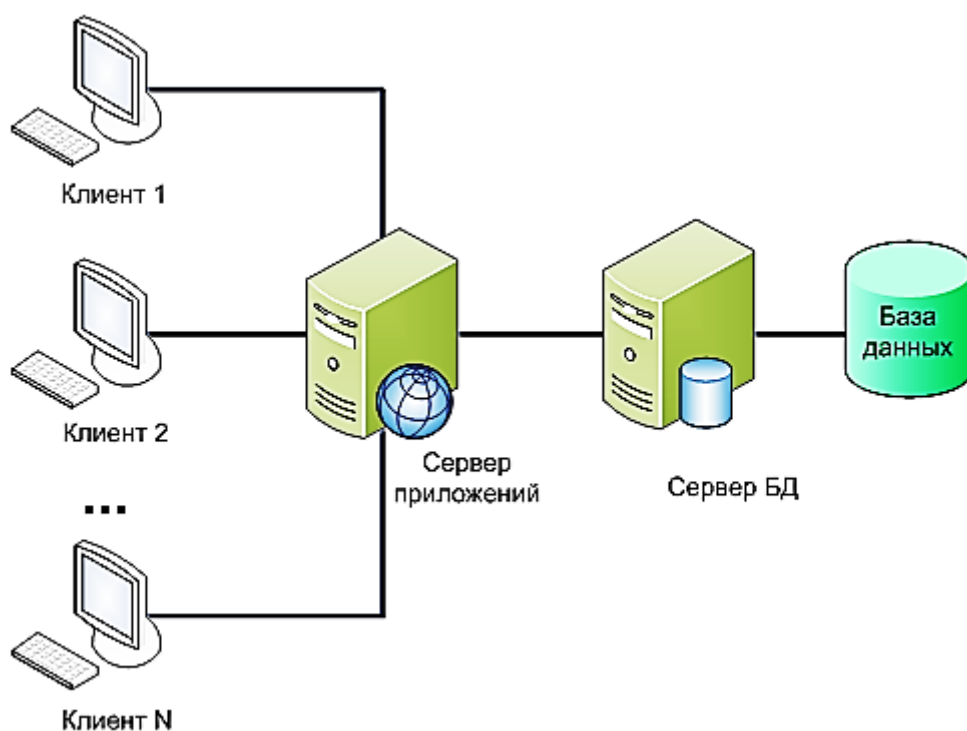 Клиент 1
Клиент 2
...
Клиент N
Сервер
приложений
Сервер БД
База
данных